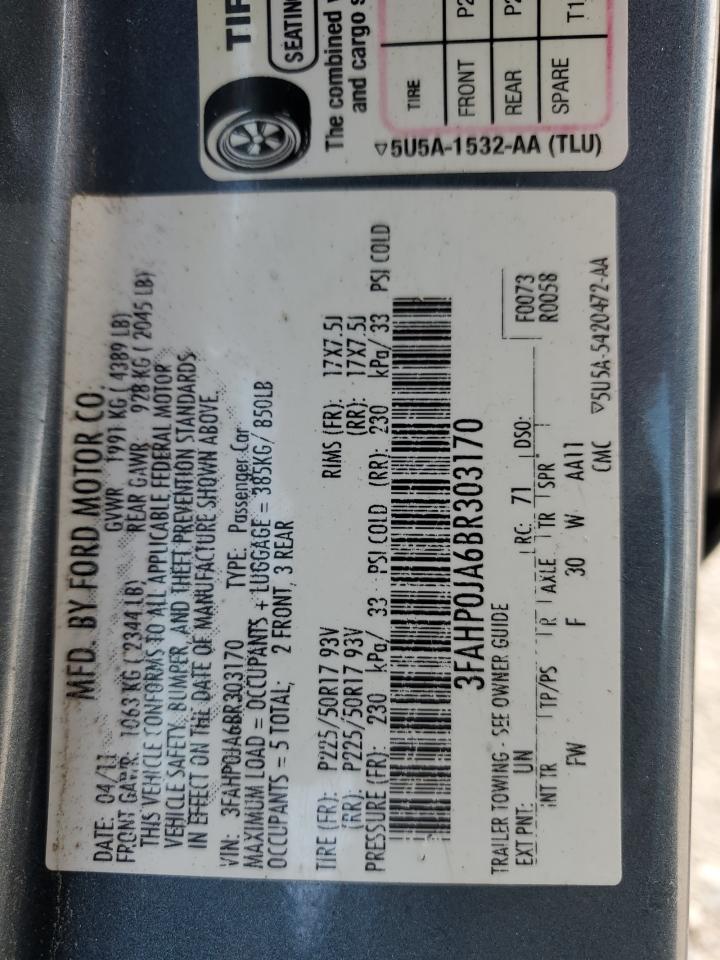 MFD. BY FORD MOTOR CO.
DATE: 04/11 GVWR 1991 KG ( 4389 LB)
FRONT GAWR: 1063 KG ( 2344 LB) REAR GAWR 928 KG ( 2045 LB)
THIS VEHICLE CONFORMS TO ALL APPLICABLE FEDERAL MOTOR
VEHICLE SAFETY, BUMPER, AND THEFT PREVENTION STANDARDS
IN EFFECT ON THE DATE OF MANUFACTURE SHOWN ABOVE.
VIN: 3FAHP0JA6BR303170 TYPE: Passenger Car
MAXIMUM LOAD = OCCUPANTS + LUGGAGE = 385KG/ 850LB
OCCUPANTS = 5 TOTAL; 2 FRONT, 3 REAR
TIRE (FR): P225/50R17 93V RIMS (FR): 17X7.5J
(RR): P225/50R17 93V (RR): 17X7.5J
PRESSURE (FR): 230 kPa/ 33 PSI COLD (RR): 230 kPa/ 33 PSI COLD
3FAHP0JA6BR303170
TRAILER TOWING - SEE OWNER GUIDE
EXT PNT: UN RC: 71 DSO: F0073
R0058
INT TR TP/PS R AXLE TR SPR
FW F 30 W AA11
CMC ▽5U5A-5420472-AA
TIR
SEATING
The combined
and cargo s
TIRE
FRONT P2
REAR P2
SPARE T1
▽5U5A-1532-AA (TLU)